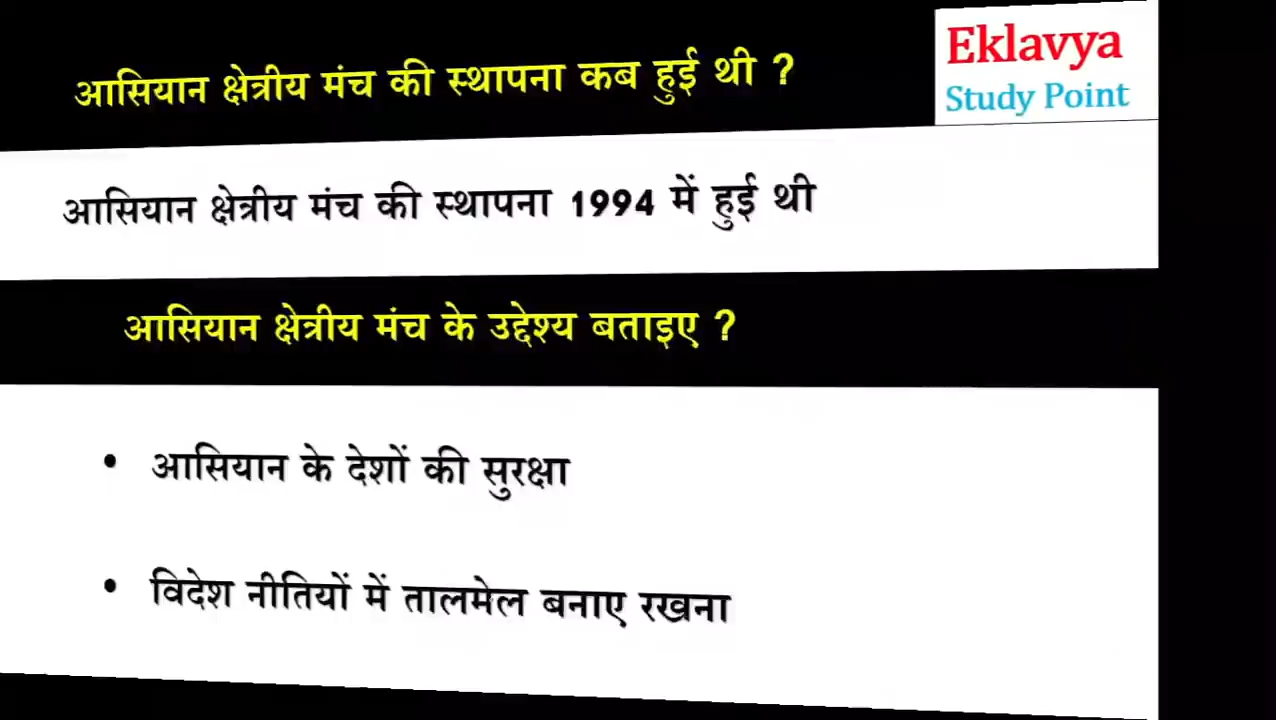 आसियान क्षेत्रीय मंच की स्थापना कब हुई थी ?
Eklavya
Study Point
आसियान क्षेत्रीय मंच की स्थापना 1994 में हुई थी
आसियान क्षेत्रीय मंच के उद्देश्य बताइए ?
• आसियान के देशों की सुरक्षा
• विदेश नीतियों में तालमेल बनाए रखना